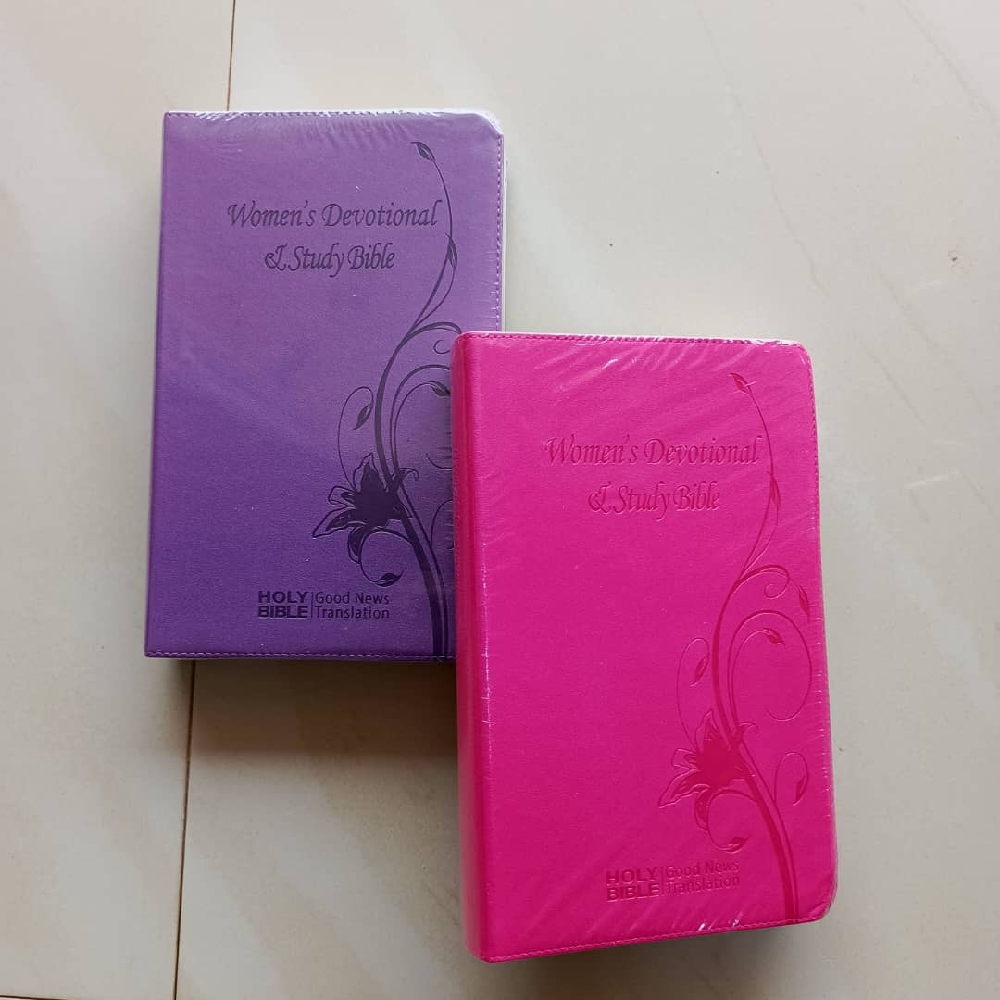 Women's Devotional
& Study Bible
HOLY BIBLE | Good News Translation
Women's Devotional
& Study Bible
HOLY BIBLE | Good News Translation